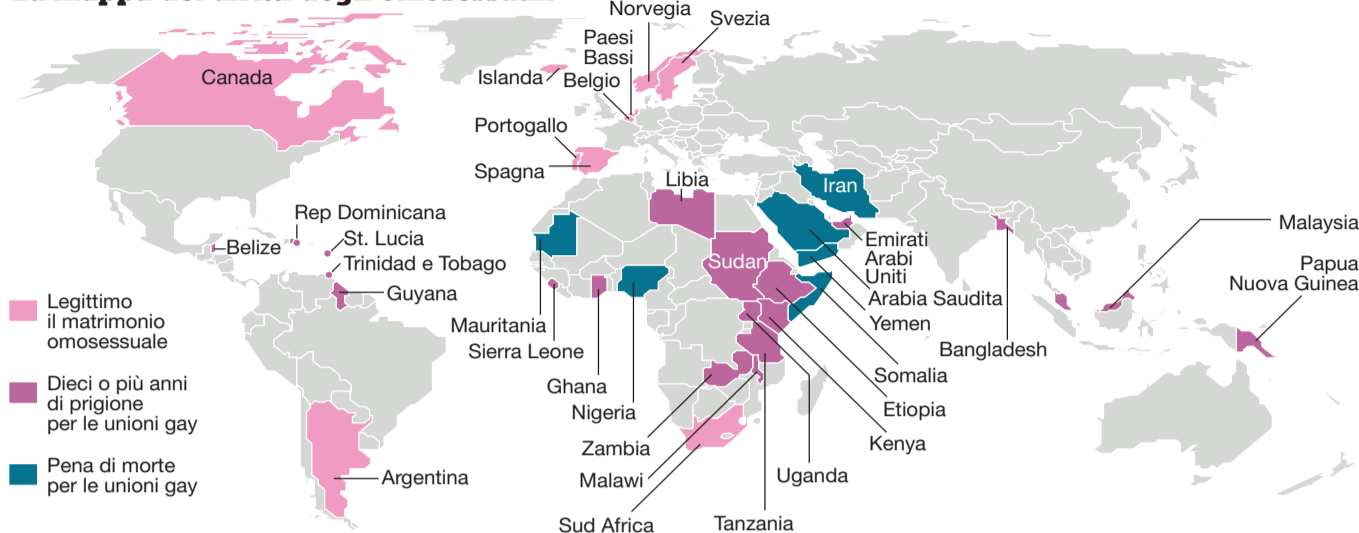 Norvegia
Svezia
Paesi
Bassi
Canada
Islanda
Belgio
Portogallo
Spagna
Libia
Iran
Rep Dominicana
Belize
St. Lucia
Trinidad e Tobago
Guyana
Sudan
Emirati
Arabi
Uniti
Arabia Saudita
Yemen
Malaysia
Papua
Nuova Guinea
Bangladesh
Legittimo
il matrimonio
omosessuale
Dieci o più anni
di prigione
per le unioni gay
Pena di morte
per le unioni gay
Mauritania
Sierra Leone
Ghana
Nigeria
Zambia
Malawi
Sud Africa
Somalia
Etiopia
Kenya
Uganda
Tanzania
Argentina